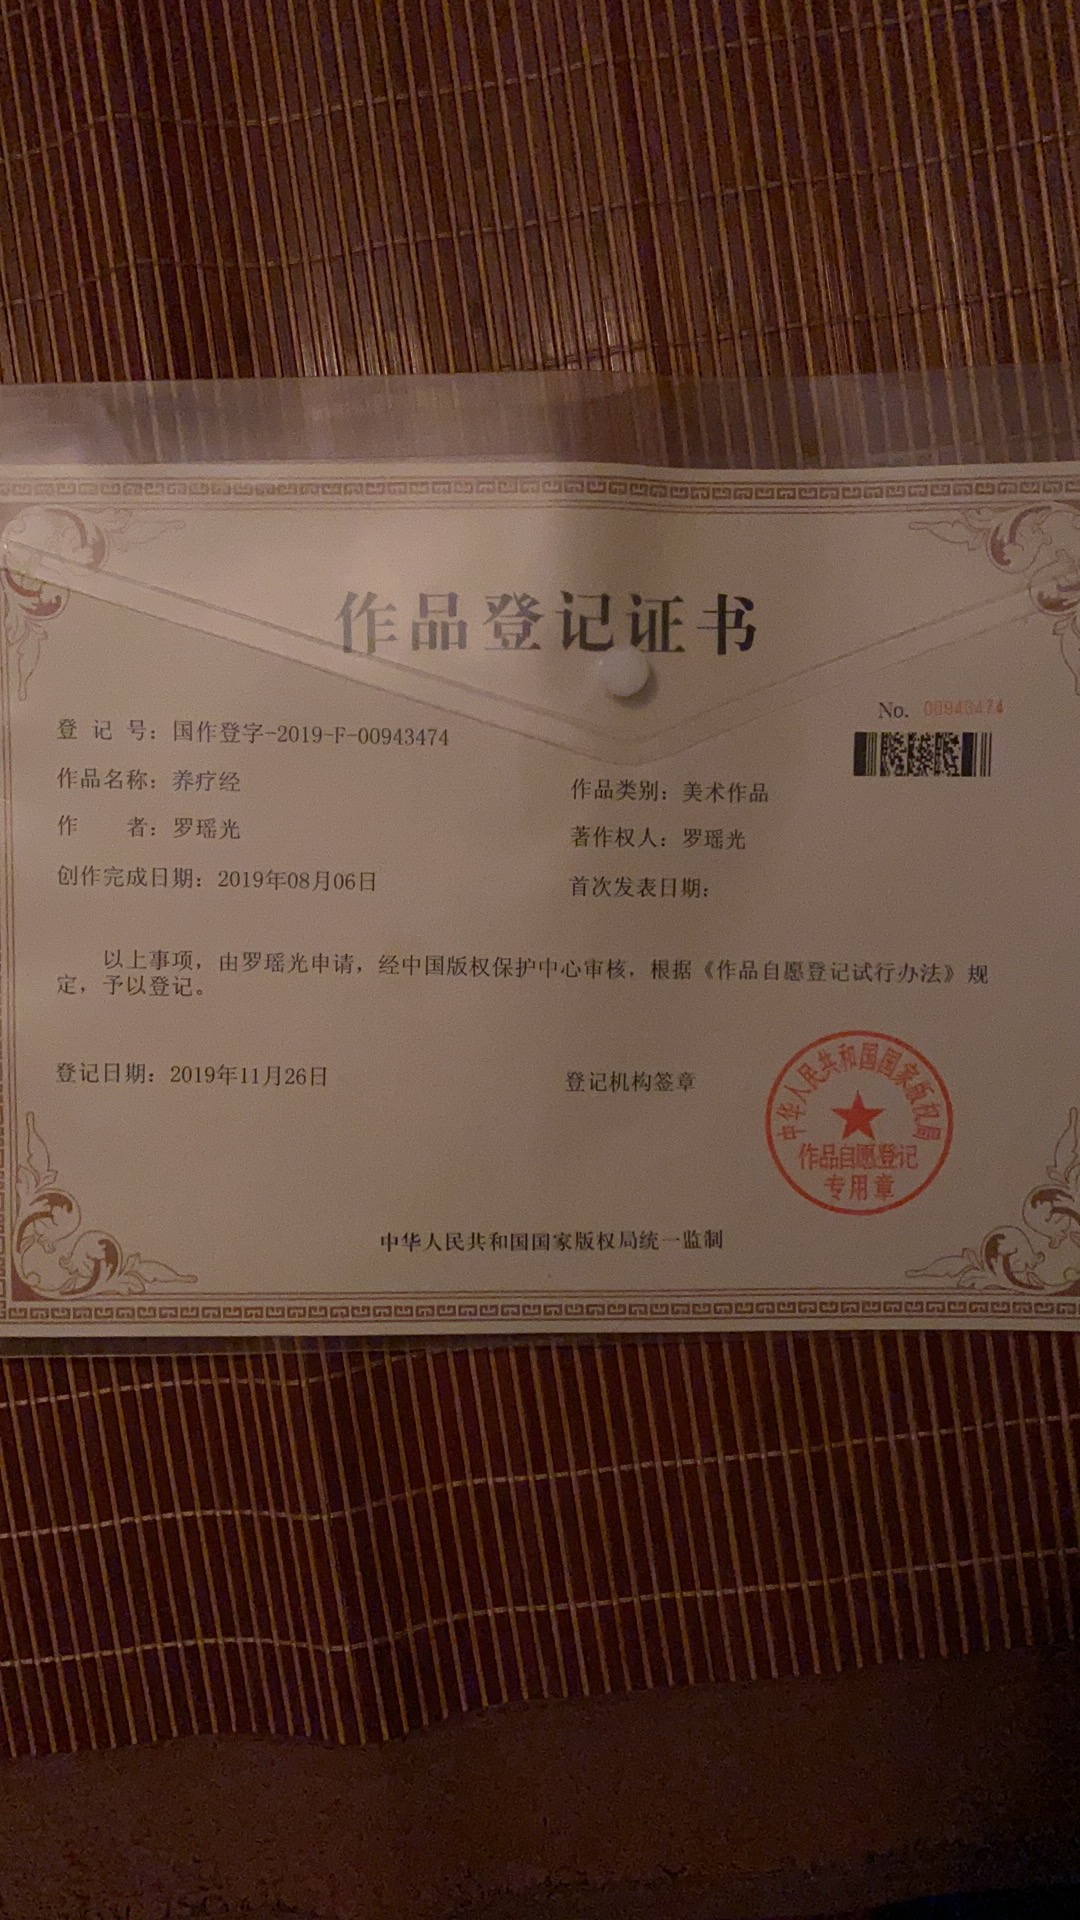 作品登记证书
No. 00943474
登 记 号：国作登字-2019-F-00943474
作品名称：养疗经
作品类别：美术作品
作 者：罗瑶光
著作权人：罗瑶光
创作完成日期：2019年08月06日
首次发表日期：
以上事项，由罗瑶光申请，经中国版权保护中心审核，根据《作品自愿登记试行办法》规
定，予以登记。
登记日期：2019年11月26日
登记机构签章
中华人民共和国国家版权局
作品自愿登记
专用章
中华人民共和国国家版权局统一监制